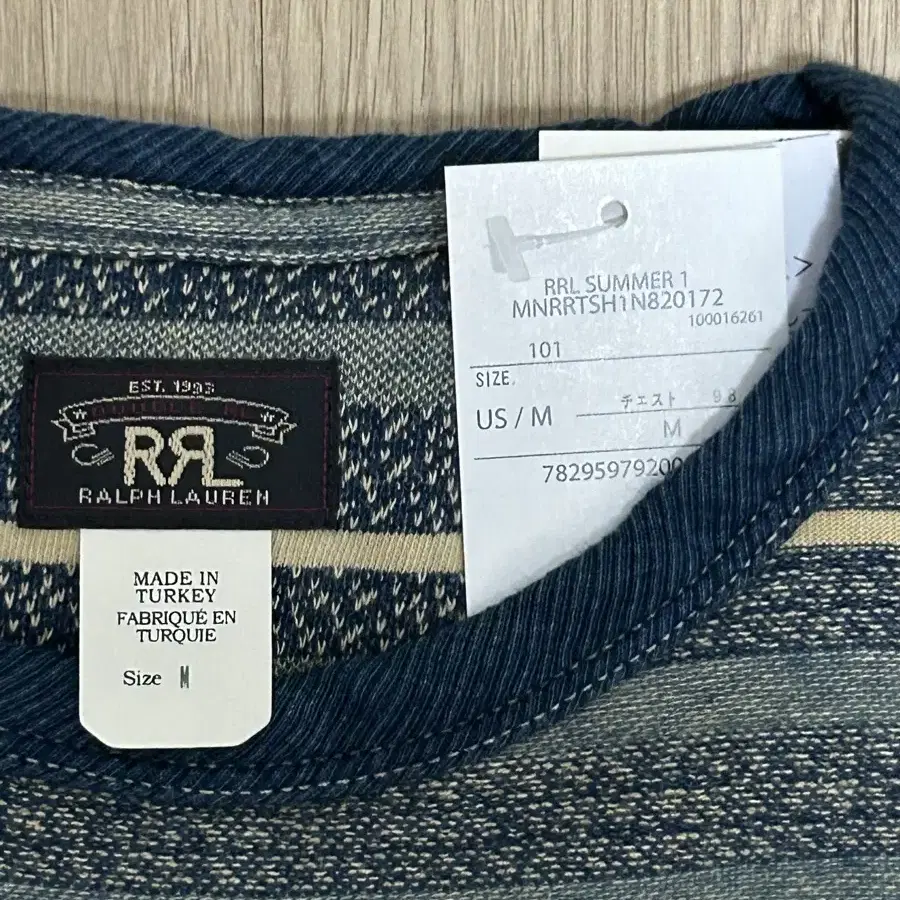 EST. 1993
RRL
RALPH LAUREN
MADE IN
TURKEY
FABRIQUÉ EN
TURQUIE
Size M
RRL SUMMER 1
MNRRTSH1N820172
100016261
101
SIZE.
US / M
チェスト 98
M
7829597920